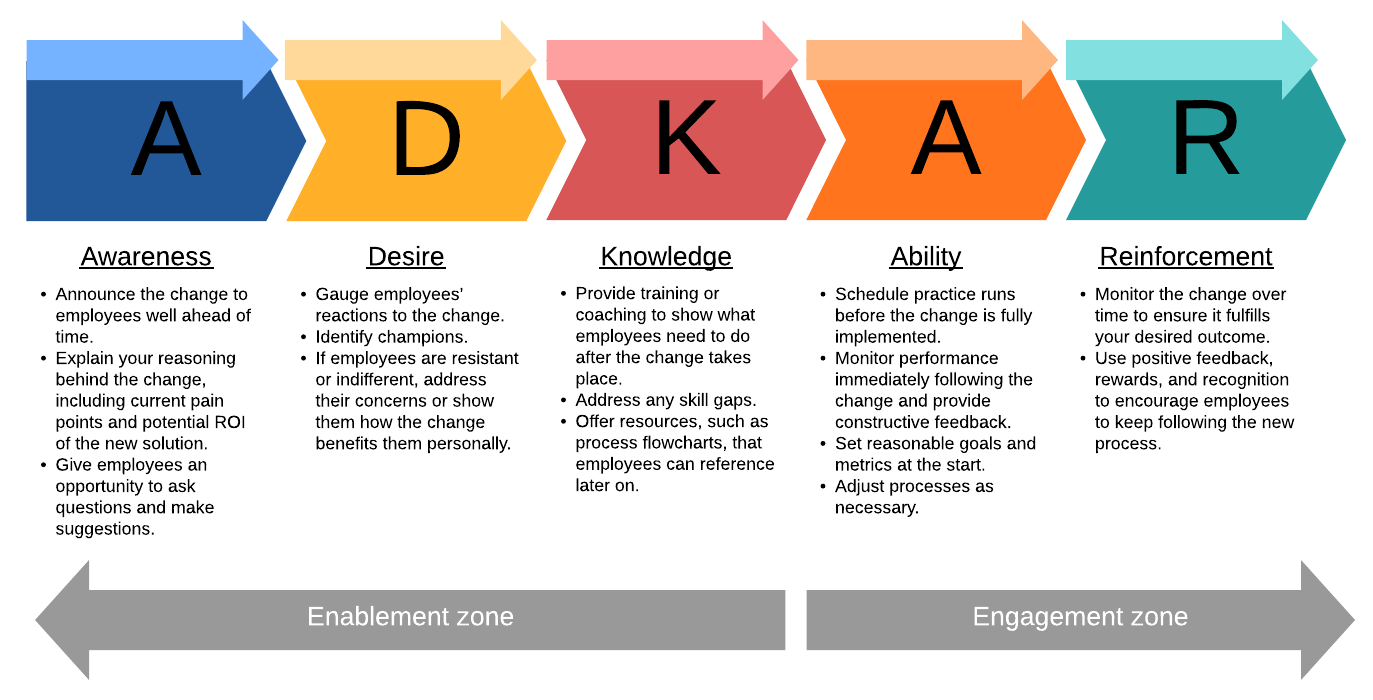 A
D
K
A
R
Awareness
• Announce the change to
employees well ahead of
time.
• Explain your reasoning
behind the change,
including current pain
points and potential ROI
of the new solution.
• Give employees an
opportunity to ask
questions and make
suggestions.
Desire
• Gauge employees’
reactions to the change.
• Identify champions.
• If employees are resistant
or indifferent, address
their concerns or show
them how the change
benefits them personally.
Knowledge
• Provide training or
coaching to show what
employees need to do
after the change takes
place.
• Address any skill gaps.
• Offer resources, such as
process flowcharts, that
employees can reference
later on.
Ability
• Schedule practice runs
before the change is fully
implemented.
• Monitor performance
immediately following the
change and provide
constructive feedback.
• Set reasonable goals and
metrics at the start.
• Adjust processes as
necessary.
Reinforcement
• Monitor the change over
time to ensure it fulfills
your desired outcome.
• Use positive feedback,
rewards, and recognition
to encourage employees
to keep following the new
process.
Enablement zone
Engagement zone